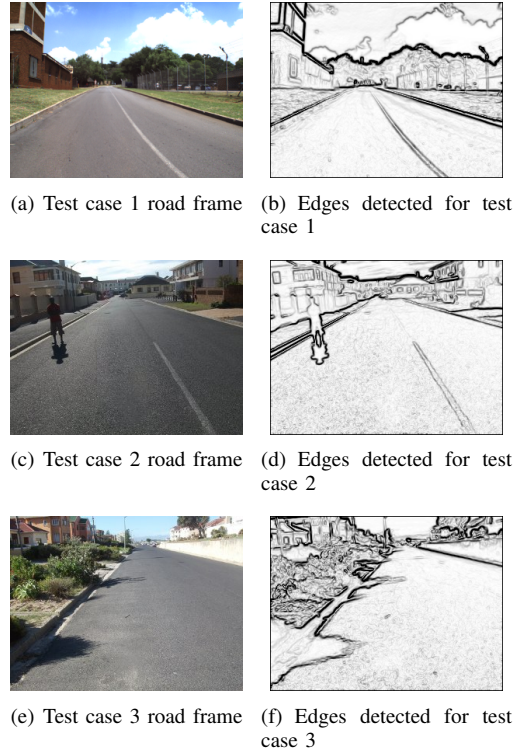 (a) Test case 1 road frame
(b) Edges detected for test
case 1
(c) Test case 2 road frame
(d) Edges detected for test
case 2
(e) Test case 3 road frame
(f) Edges detected for test
case 3